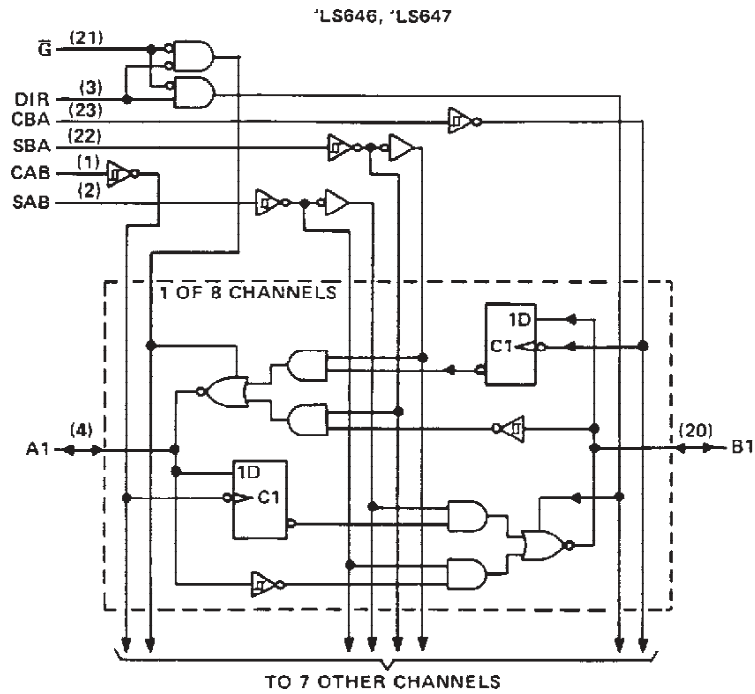 'LS646, 'LS647
G̅ (21)
DIR (3)
CBA (23)
SBA (22)
CAB (1)
SAB (2)
1 OF 8 CHANNELS
1D
C1
A1 (4)
(20) B1
1D
C1
TO 7 OTHER CHANNELS